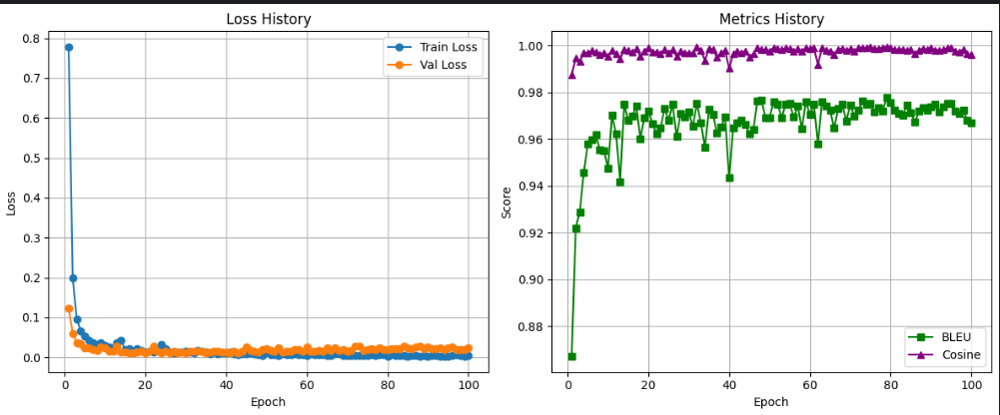 Loss History
Train Loss
Val Loss
0.8
0.7
0.6
0.5
0.4
0.3
0.2
0.1
0.0
Loss
0
20
40
60
80
100
Epoch
Metrics History
1.00
0.98
0.96
0.94
0.92
0.90
0.88
Score
BLEU
Cosine
0
20
40
60
80
100
Epoch